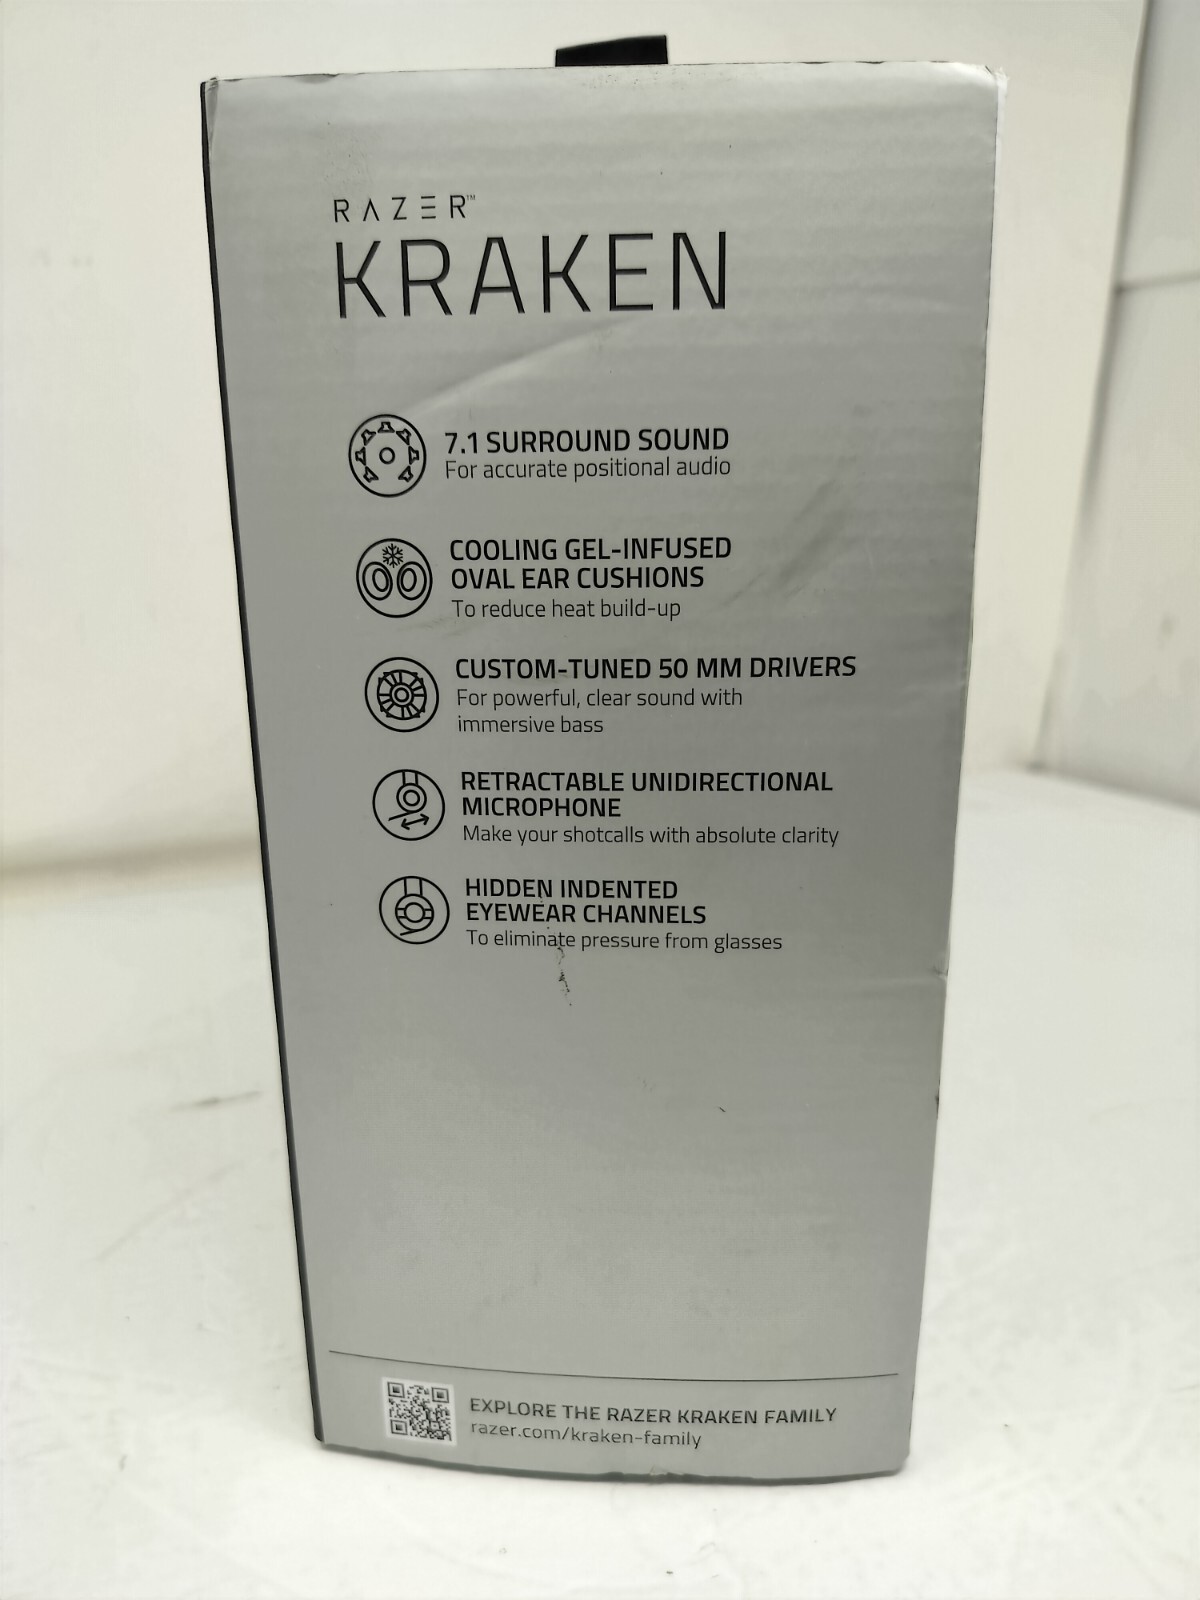 RAZER™
KRAKEN
7.1 SURROUND SOUND
For accurate positional audio
COOLING GEL-INFUSED
OVAL EAR CUSHIONS
To reduce heat build-up
CUSTOM-TUNED 50 MM DRIVERS
For powerful, clear sound with
immersive bass
RETRACTABLE UNIDIRECTIONAL
MICROPHONE
Make your shotcalls with absolute clarity
HIDDEN INDENTED
EYEWEAR CHANNELS
To eliminate pressure from glasses
EXPLORE THE RAZER KRAKEN FAMILY
razer.com/kraken-family